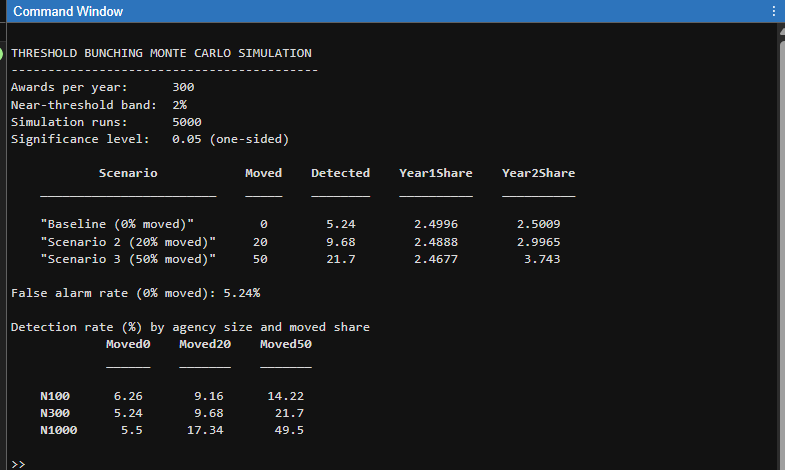 Command Window
THRESHOLD BUNCHING MONTE CARLO SIMULATION
------------------------------------------
Awards per year:      300
Near-threshold band:  2%
Simulation runs:      5000
Significance level:   0.05 (one-sided)
Scenario    Moved    Detected    Year1Share    Year2Share
"Baseline (0% moved)"    0    5.24    2.4996    2.5009
"Scenario 2 (20% moved)"    20    9.68    2.4888    2.9965
"Scenario 3 (50% moved)"    50    21.7    2.4677    3.743
False alarm rate (0% moved): 5.24%
Detection rate (%) by agency size and moved share
Moved0    Moved20    Moved50
N100    6.26    9.16    14.22
N300    5.24    9.68    21.7
N1000    5.5    17.34    49.5
>>